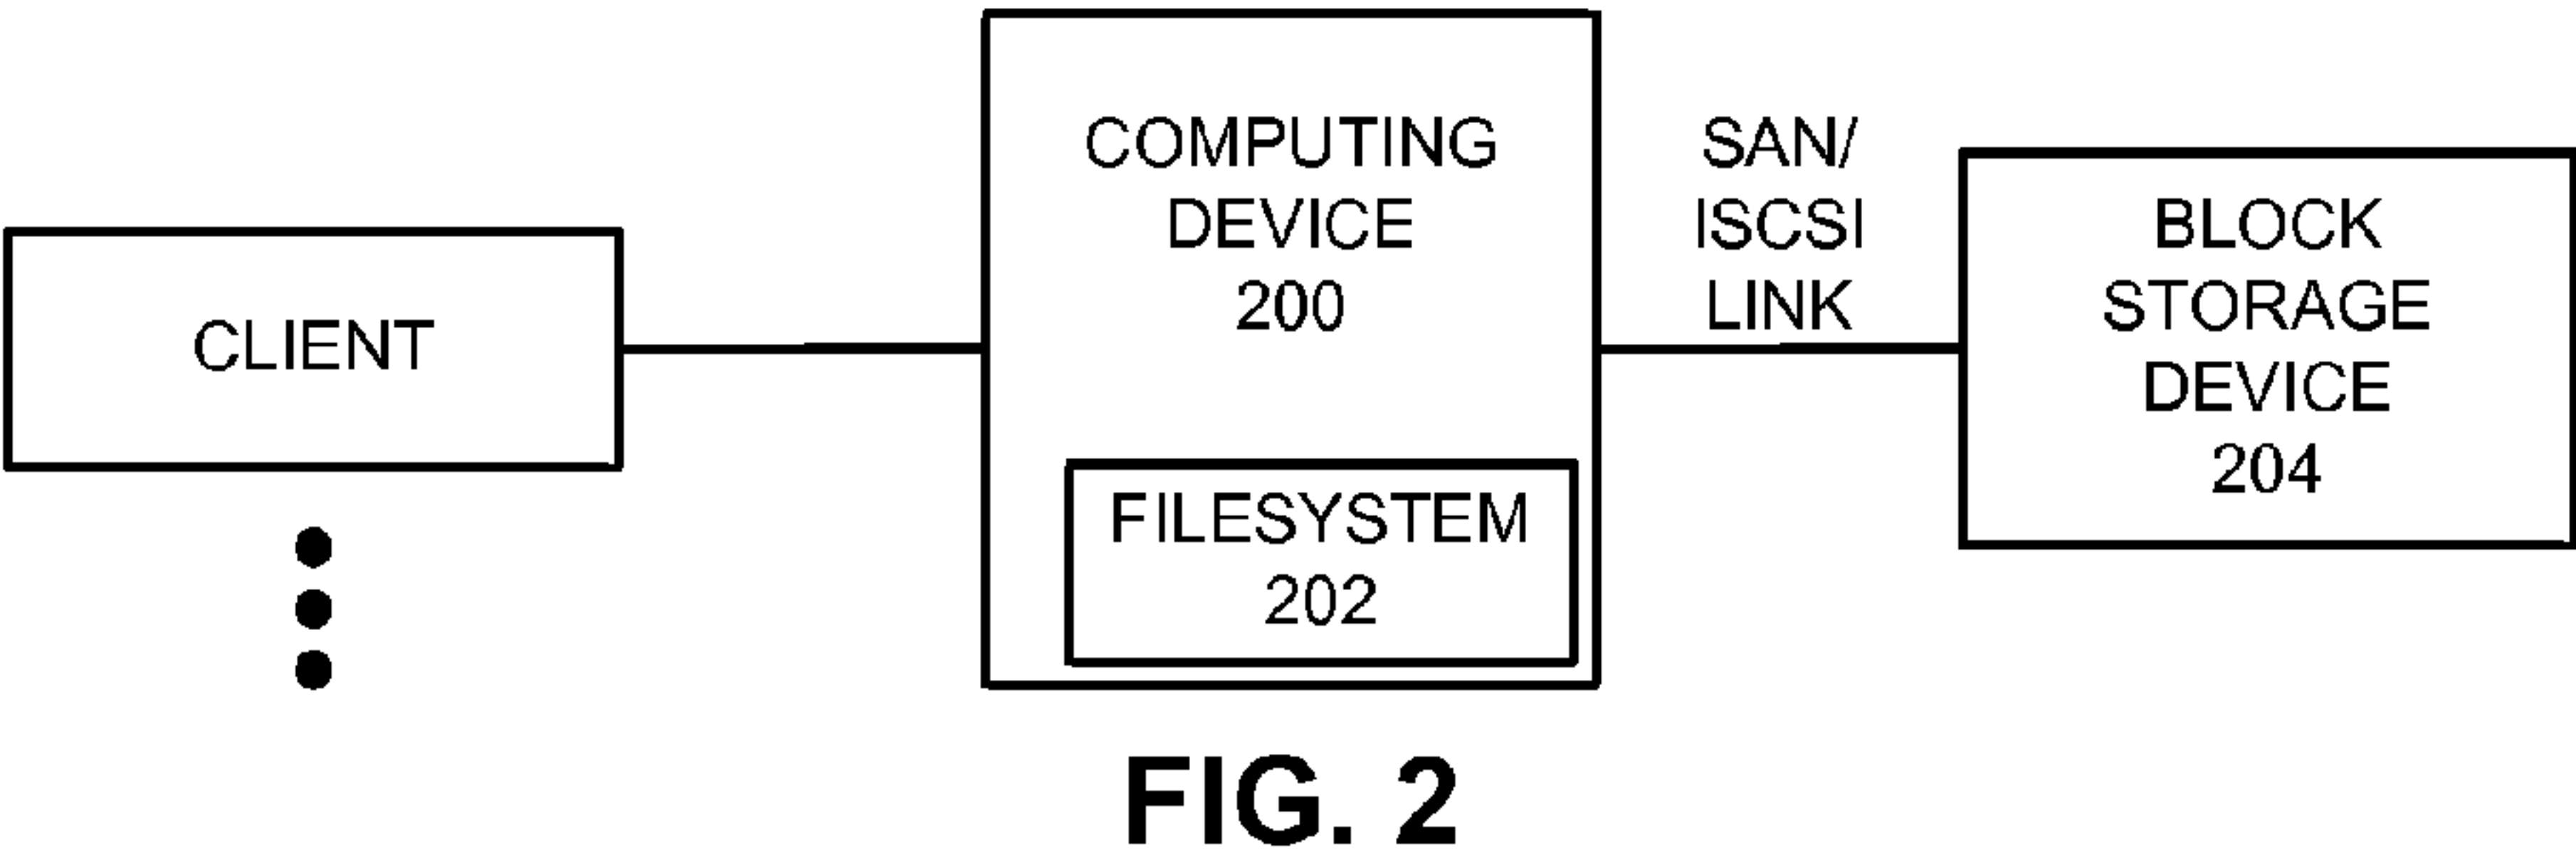 CLIENT
COMPUTING
DEVICE
200
FILESYSTEM
202
SAN/
ISCSI
LINK
BLOCK
STORAGE
DEVICE
204
FIG. 2